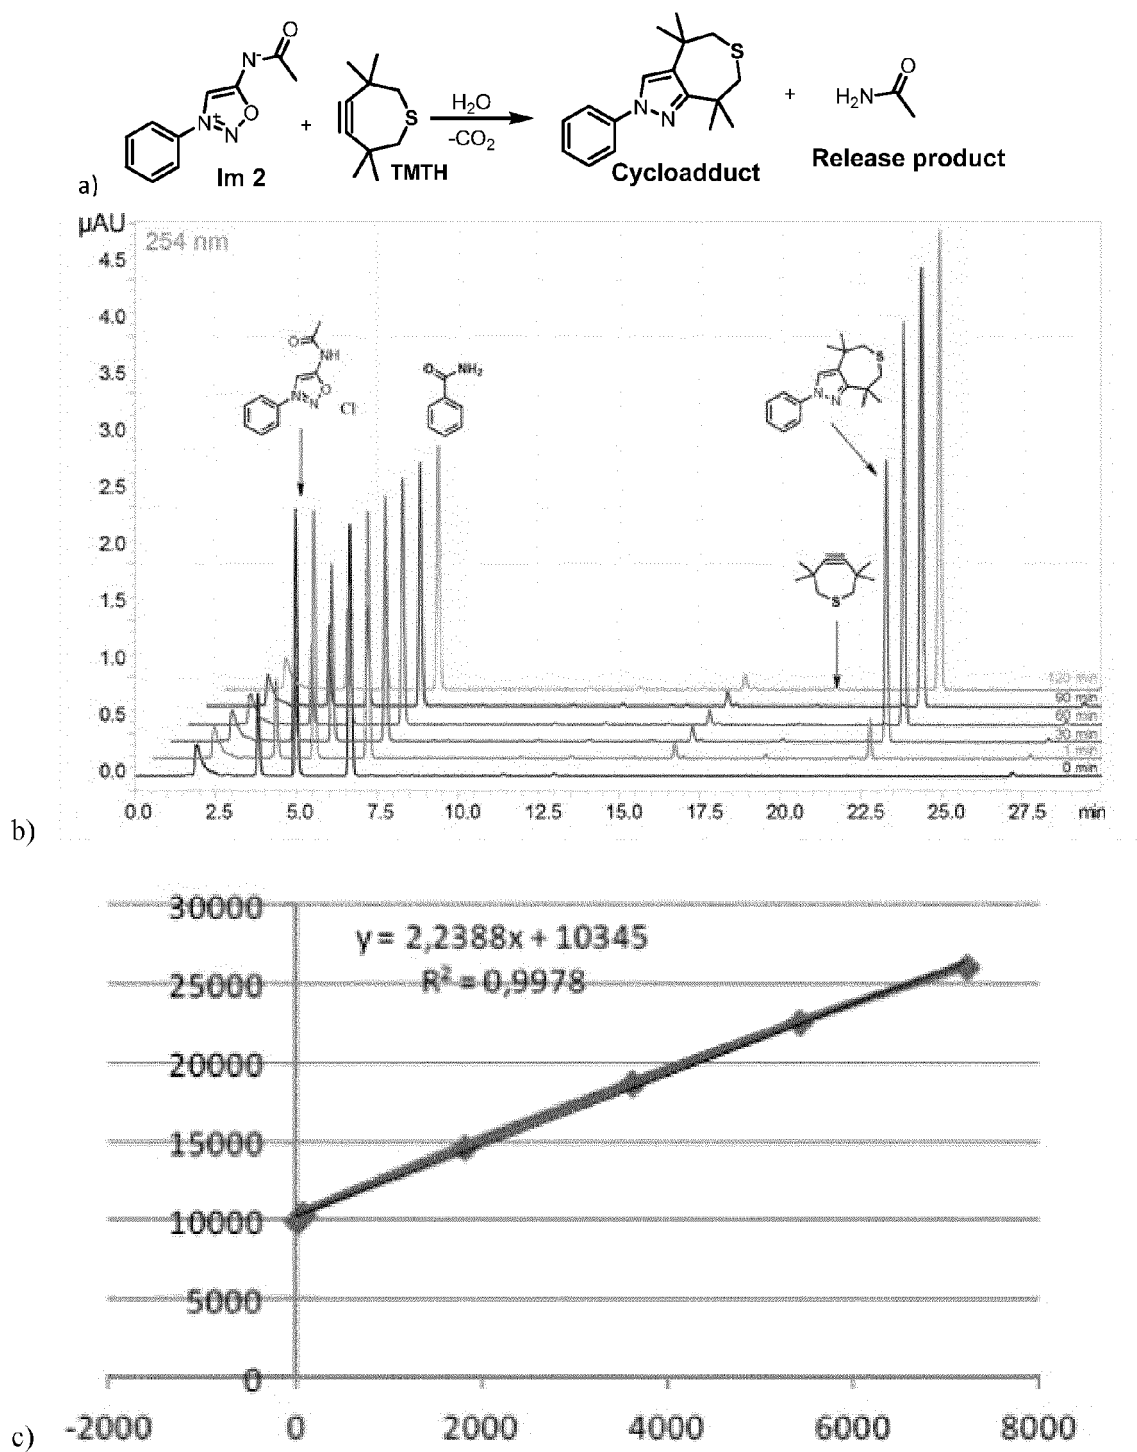 O
N⁻
N⁺
N
O
Im 2
+
S
TMTH
H₂O
-CO₂
S
N
N
Cycloadduct
+
O
H₂N
Release product
a)
µAU
254 nm
4.5
4.0
3.5
3.0
2.5
2.0
1.5
1.0
0.5
0.0
O
NH
N⁺
N
O
Cl
O
NH₂
S
N
N
S
120 min
90 min
60 min
30 min
1 min
0 min
0.0 2.5 5.0 7.5 10.0 12.5 15.0 17.5 20.0 22.5 25.0 27.5 min
b)
30000
25000
20000
15000
10000
5000
0
y = 2,2388x + 10345
R² = 0,9978
-2000 0 2000 4000 6000 8000
c)